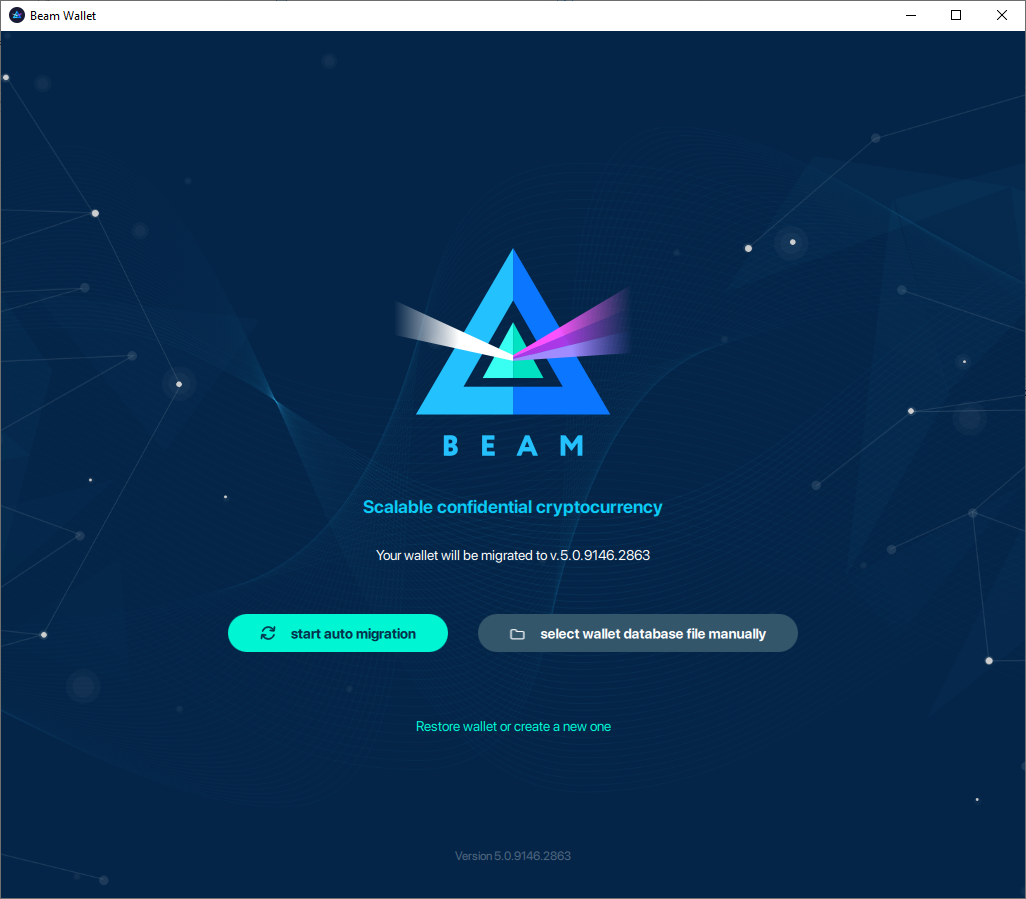 Beam Wallet
BEAM
Scalable confidential cryptocurrency
Your wallet will be migrated to v.5.0.9146.2863
start auto migration
select wallet database file manually
Restore wallet or create a new one
Version 5.0.9146.2863